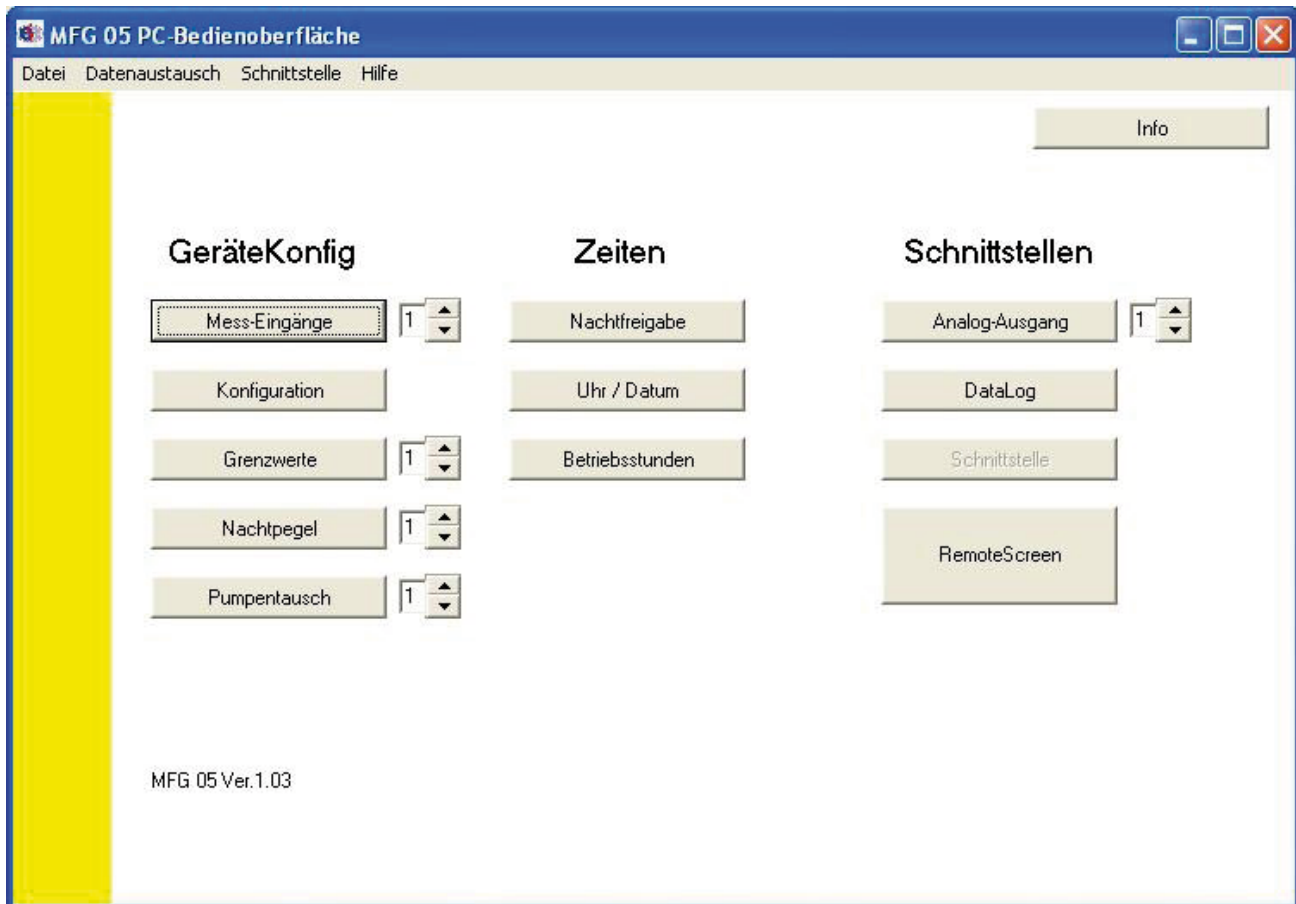 MFG 05 PC-Bedienoberfläche
Datei Datenaustausch Schnittstelle Hilfe
Info
GeräteKonfig Zeiten Schnittstellen
Mess-Eingänge 1 Nachtfreigabe Analog-Ausgang 1
Konfiguration Uhr / Datum DataLog
Grenzwerte 1 Betriebsstunden Schnittstelle
Nachtpegel 1 RemoteScreen
Pumpentausch 1
MFG 05 Ver.1.03